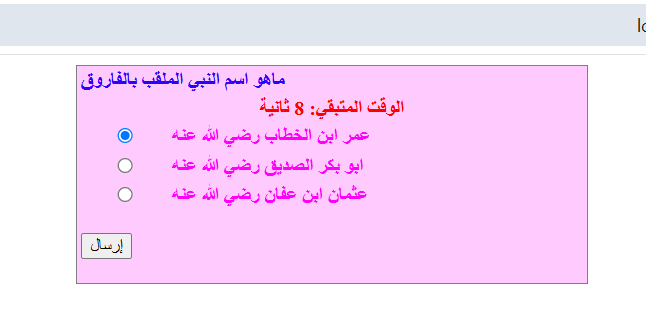 ماهو اسم النبي الملقب بالفاروق
الوقت المتبقي: 8 ثانية
عمر ابن الخطاب رضي الله عنه
ابو بكر الصديق رضي الله عنه
عثمان ابن عفان رضي الله عنه
إرسال